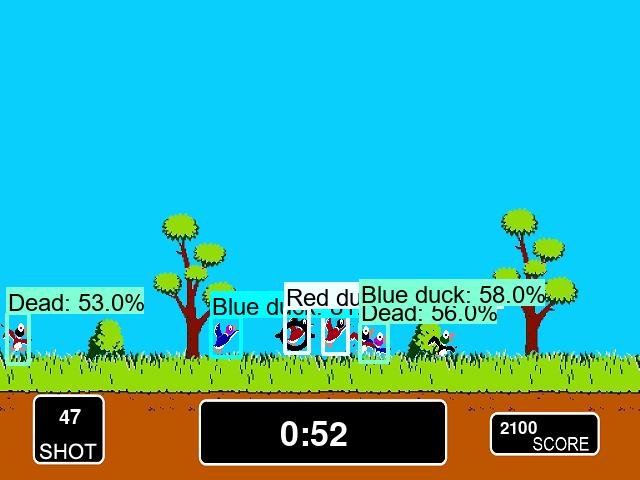 Dead: 53.0%
Blue duck: 81
Red du
Blue duck: 58.0%
Dead: 56.0%
47
SHOT
0:52
2100
SCORE